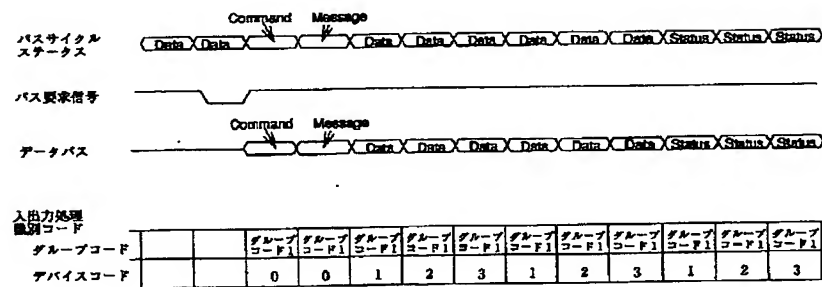 Command Message
バスサイクル
ステータス
Data Data Data Data Data Data Data Data Status Status Status
バス要求信号
Command Message
データバス
Data Data Data Data Data Data Status Status Status
入出力処理
識別コード
グループコード
グループ
コード1
グループ
コード1
グループ
コード1
グループ
コード1
グループ
コード1
グループ
コード1
グループ
コード1
グループ
コード1
グループ
コード1
グループ
コード1
グループ
コード1
デバイスコード 0 0 1 2 3 1 2 3 1 2 3